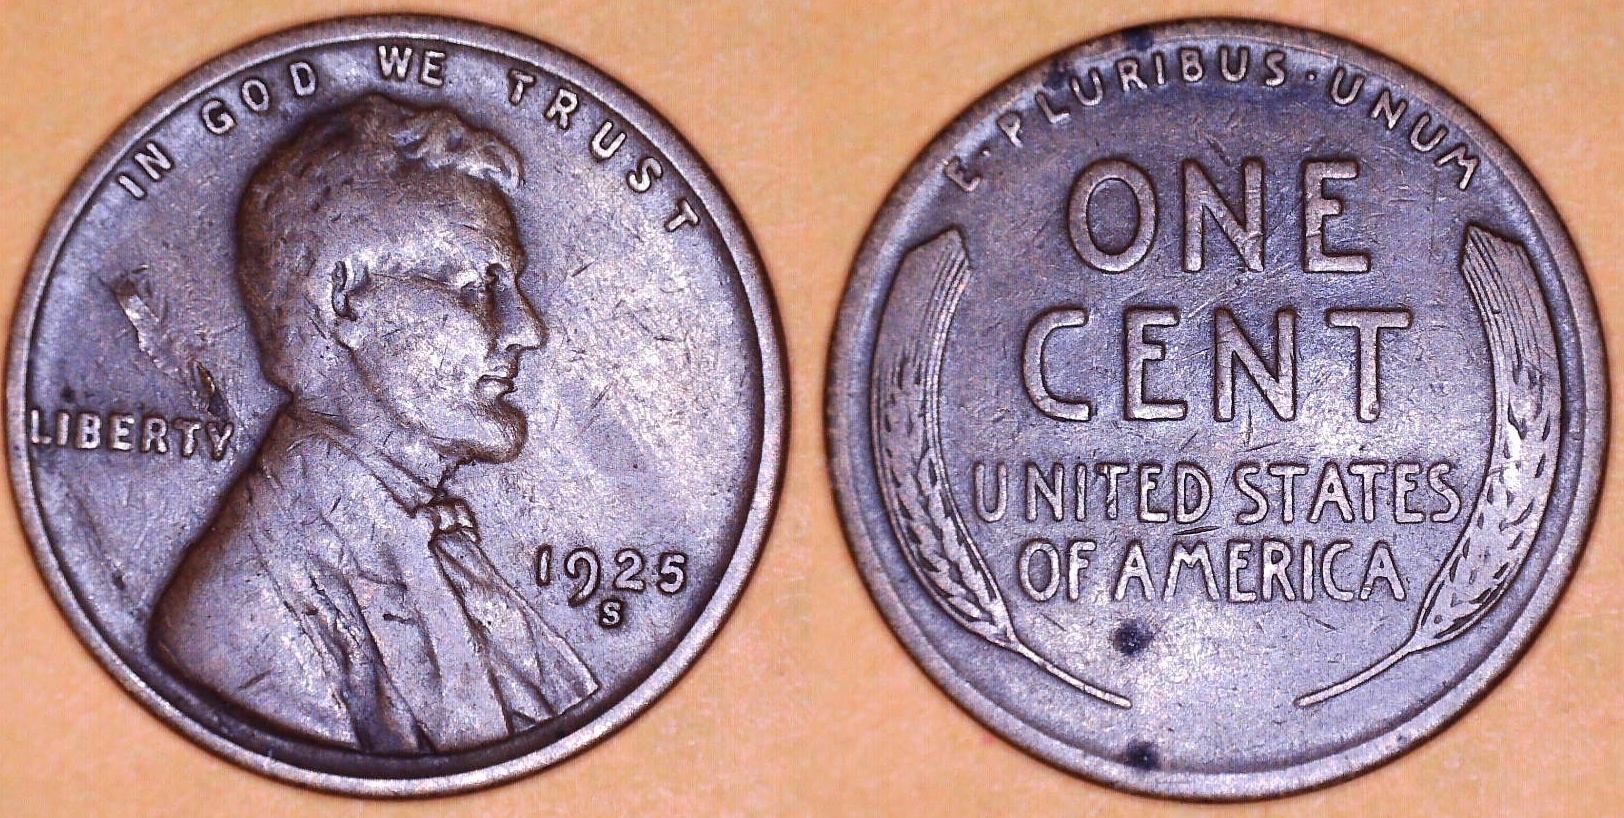 IN GOD WE TRUST
LIBERTY
1925
S
E·PLURIBUS·UNUM
ONE
CENT
UNITED STATES
OF AMERICA